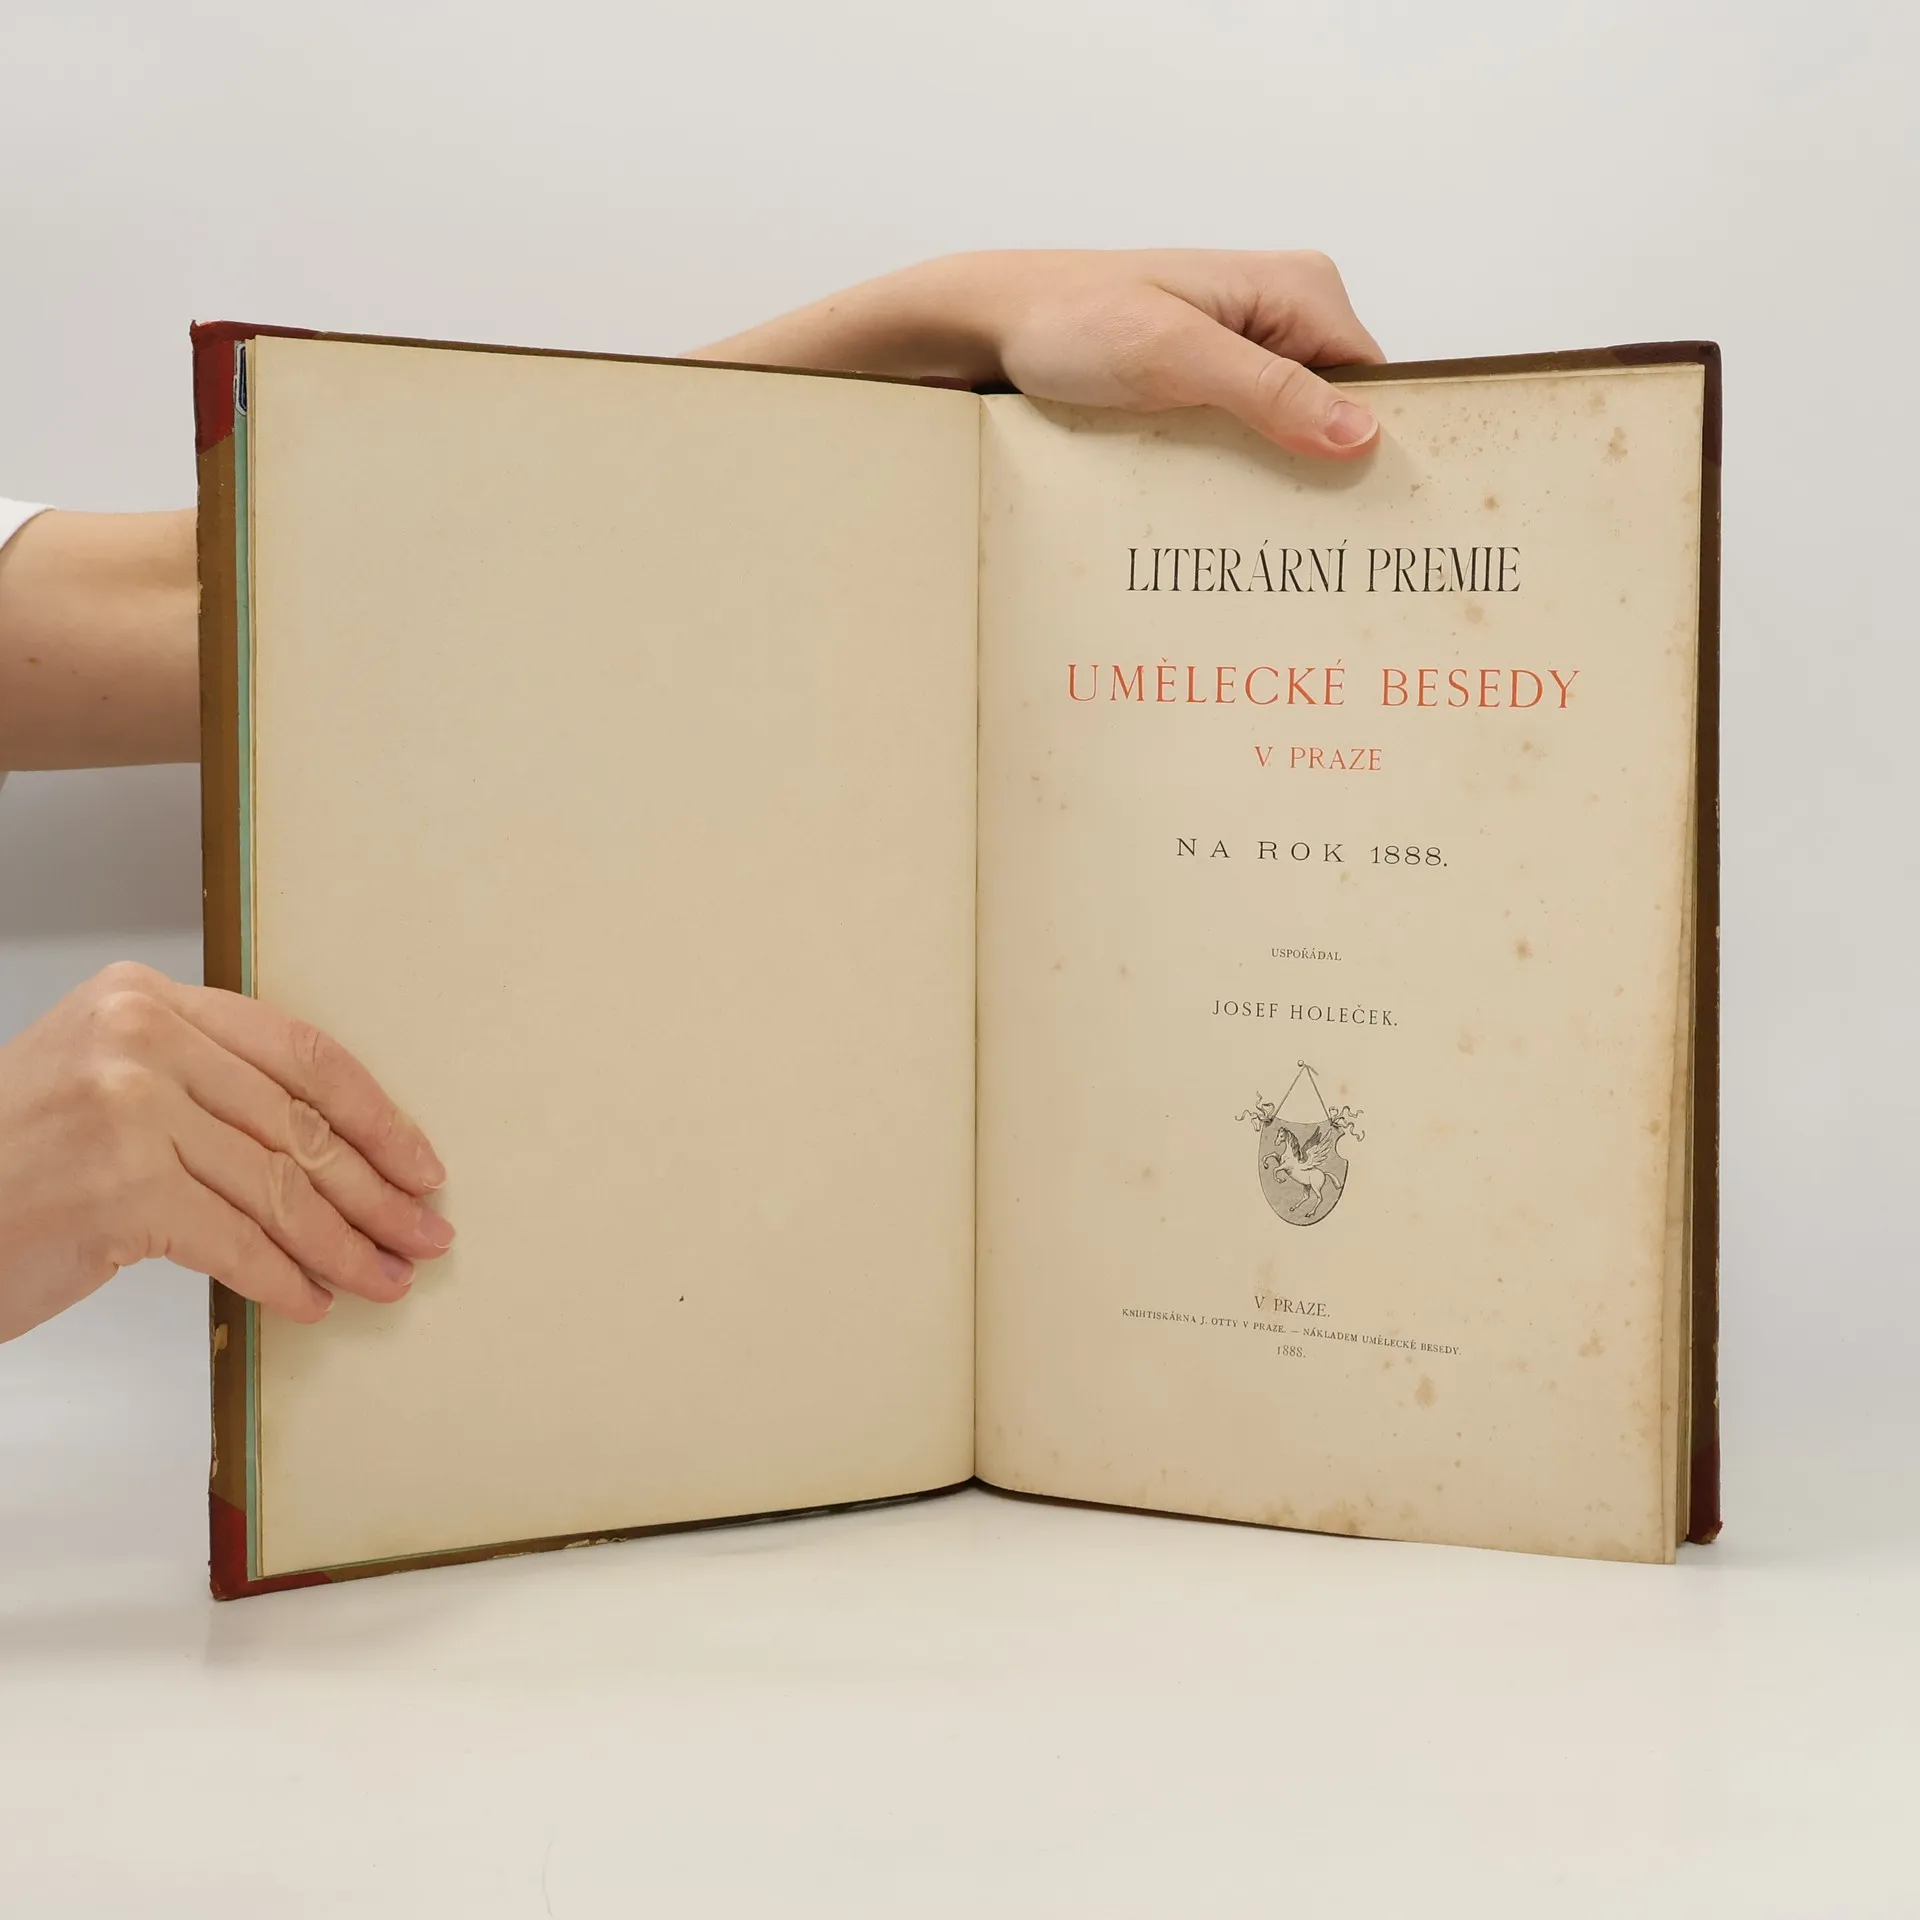 LITERÁRNÍ PREMIE
UMĚLECKÉ BESEDY
V PRAZE
NA ROK 1888.
USPOŘÁDAL
JOSEF HOLEČEK.
V PRAZE.
KNIHTISKÁRNA J. OTTY V PRAZE. — NÁKLADEM UMĚLECKÉ BESEDY.
1888.